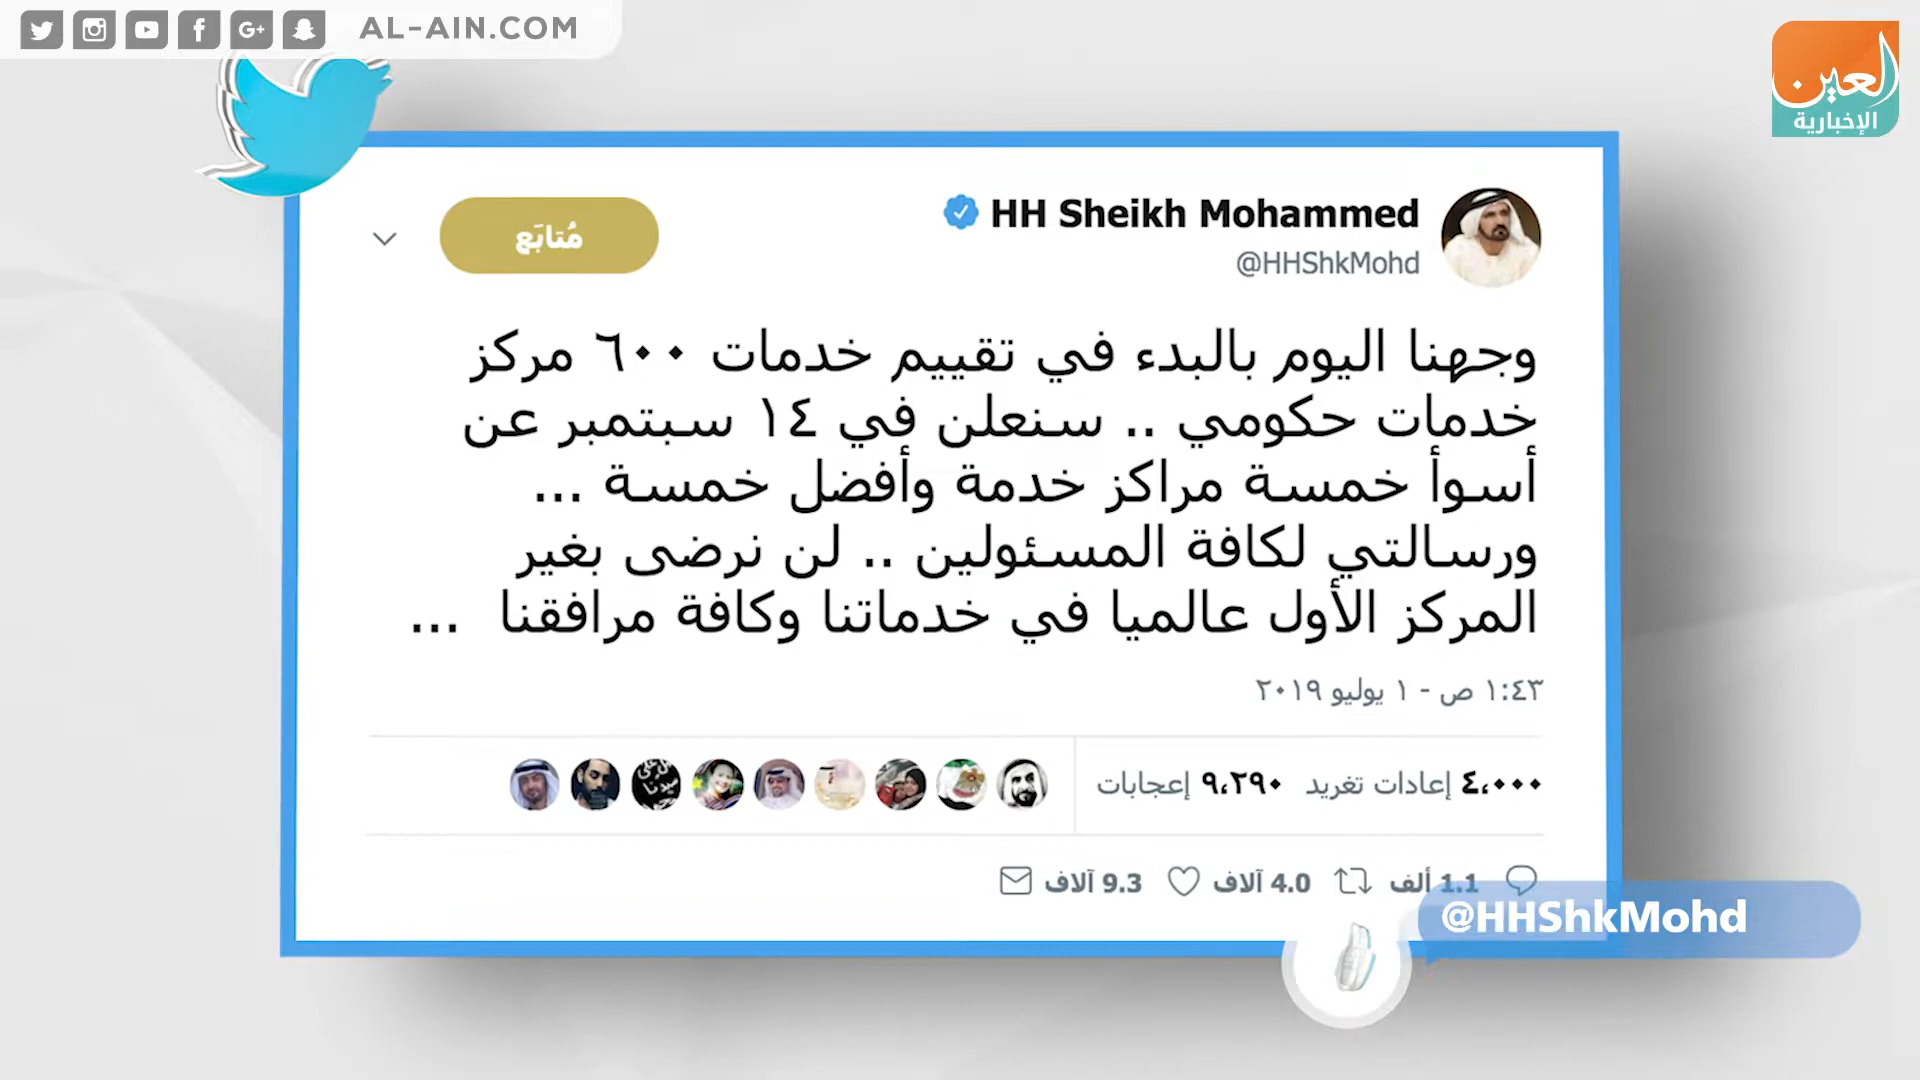 AL-AIN.COM
العين
الإخبارية
HH Sheikh Mohammed
@HHShkMohd
مُتابَع
وجهنا اليوم بالبدء في تقييم خدمات ٦٠٠ مركز
خدمات حكومي .. سنعلن في ١٤ سبتمبر عن
أسوأ خمسة مراكز خدمة وأفضل خمسة ...
ورسالتي لكافة المسئولين .. لن نرضى بغير
المركز الأول عالميا في خدماتنا وكافة مرافقنا ...
١:٤٣ ص - ١ يوليو ٢٠١٩
٤،٠٠٠ إعادات تغريد ٩،٢٩٠ إعجابات
1.1 ألف 4.0 آلاف 9.3 آلاف
@HHShkMohd